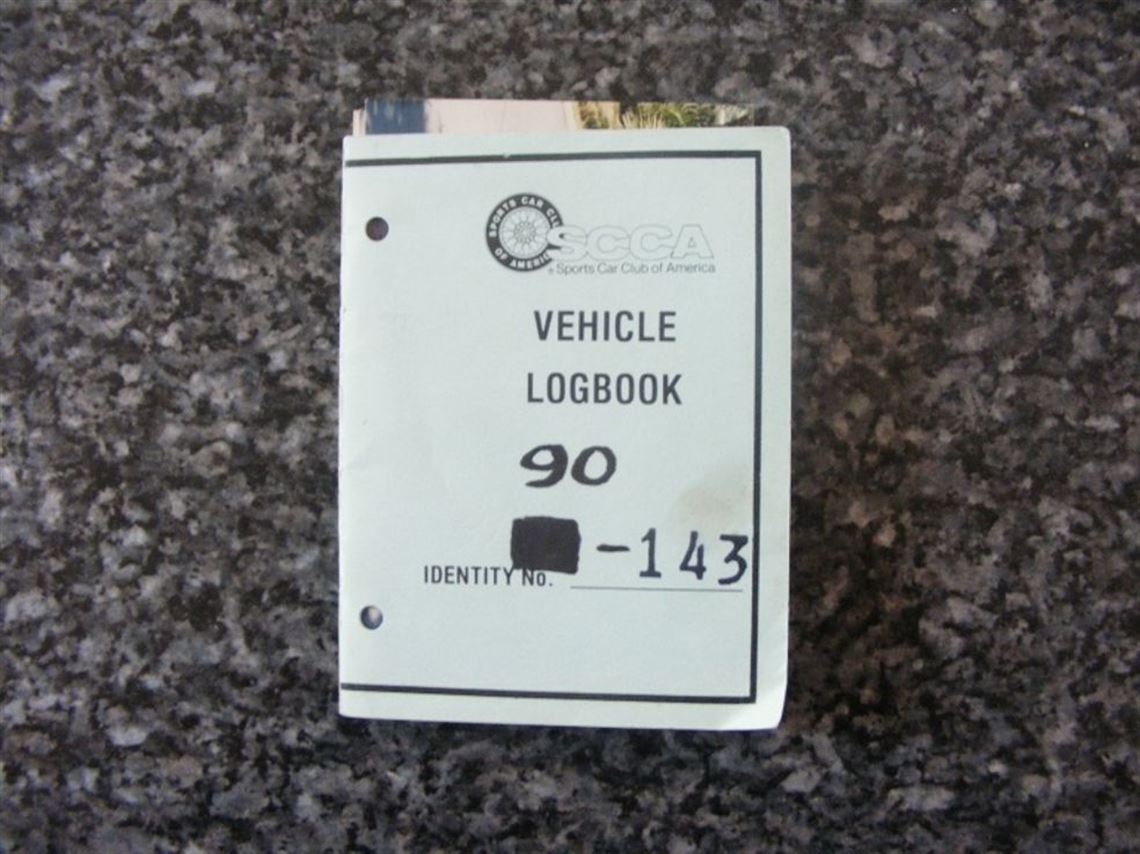 SPORTS CAR CLUB
OF AMERICA
SCCA
® Sports Car Club of America
VEHICLE
LOGBOOK
90
-143
IDENTITY No.